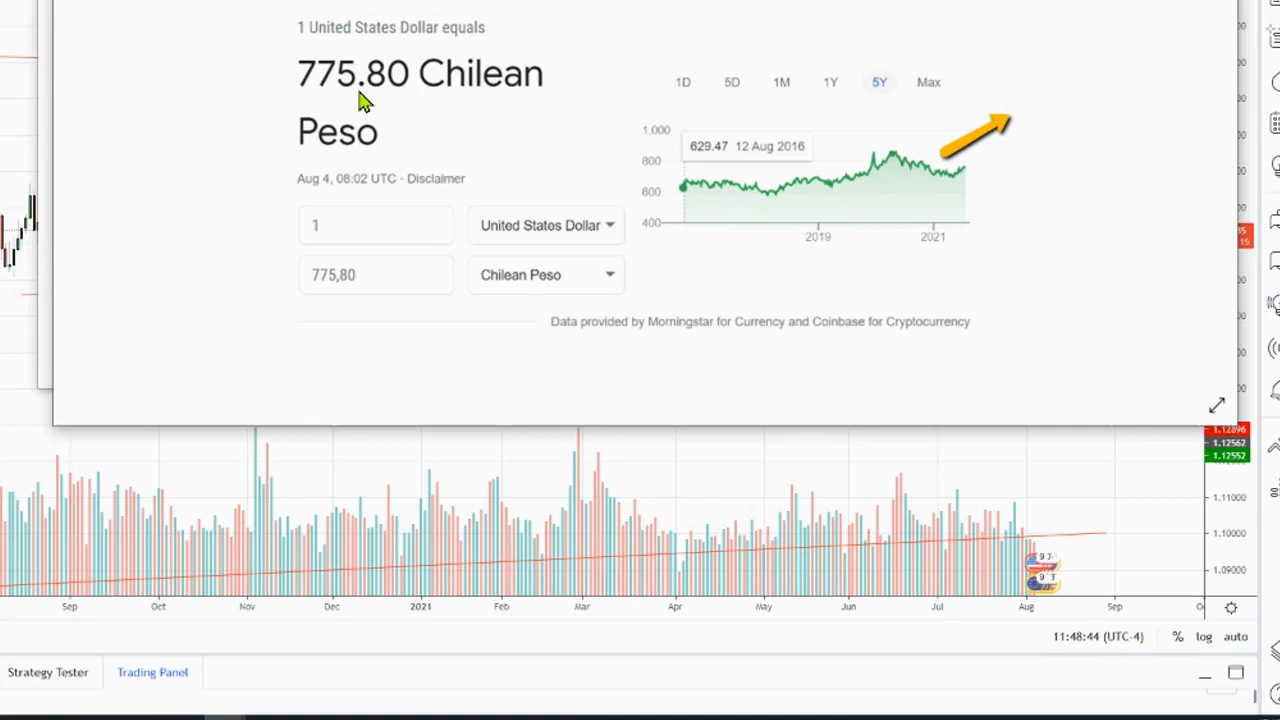 1 United States Dollar equals
775.80 Chilean
Peso
Aug 4, 08:02 UTC · Disclaimer
1 United States Dollar
775,80 Chilean Peso
1D 5D 1M 1Y 5Y Max
1,000
629.47 12 Aug 2016
800
600
400
2019 2021
Data provided by Morningstar for Currency and Coinbase for Cryptocurrency
1.12896
1.12562
1.12552
1.11000
1.10000
1.09000
Sep Oct Nov Dec 2021 Feb Mar Apr May Jun Jul Aug Sep
11:48:44 (UTC-4) % log auto
Strategy Tester Trading Panel